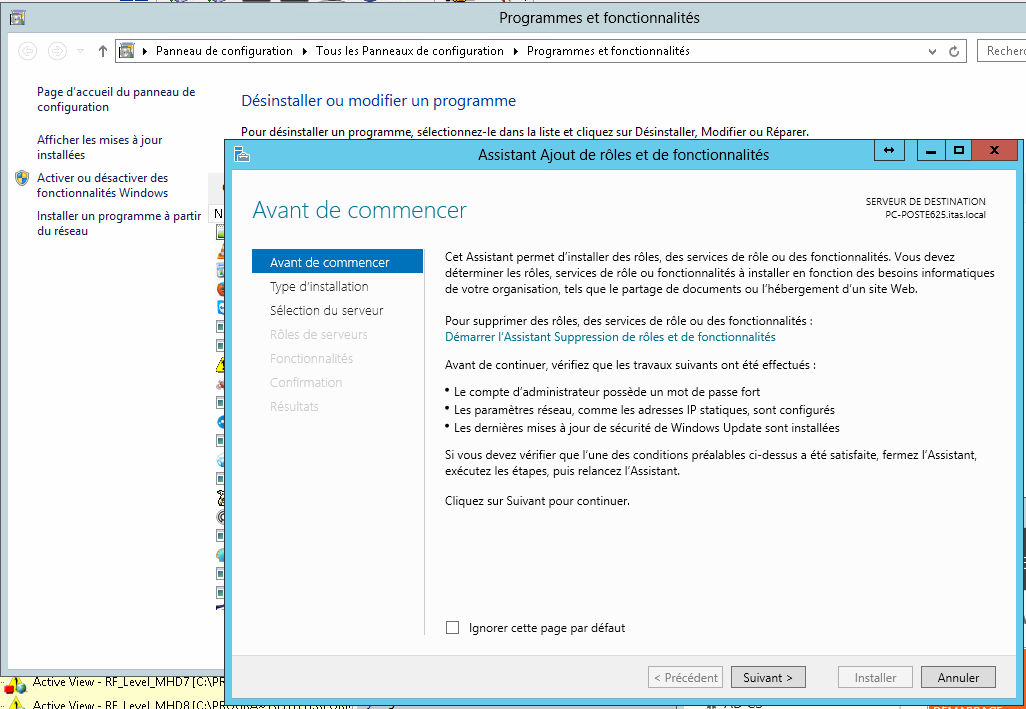 Programmes et fonctionnalités
Panneau de configuration
Tous les Panneaux de configuration
Programmes et fonctionnalités
Recherc
Page d'accueil du panneau de
configuration
Afficher les mises à jour
installées
Activer ou désactiver des
fonctionnalités Windows
Installer un programme à partir
du réseau
Désinstaller ou modifier un programme
Pour désinstaller un programme, sélectionnez-le dans la liste et cliquez sur Désinstaller, Modifier ou Réparer.
N
Assistant Ajout de rôles et de fonctionnalités
Avant de commencer
SERVEUR DE DESTINATION
PC-POSTE625.itas.local
Avant de commencer
Type d'installation
Sélection du serveur
Rôles de serveurs
Fonctionnalités
Confirmation
Résultats
Cet Assistant permet d'installer des rôles, des services de rôle ou des fonctionnalités. Vous devez
déterminer les rôles, services de rôle ou fonctionnalités à installer en fonction des besoins informatiques
de votre organisation, tels que le partage de documents ou l'hébergement d'un site Web.
Pour supprimer des rôles, des services de rôle ou des fonctionnalités :
Démarrer l'Assistant Suppression de rôles et de fonctionnalités
Avant de continuer, vérifiez que les travaux suivants ont été effectués :
• Le compte d'administrateur possède un mot de passe fort
• Les paramètres réseau, comme les adresses IP statiques, sont configurés
• Les dernières mises à jour de sécurité de Windows Update sont installées
Si vous devez vérifier que l'une des conditions préalables ci-dessus a été satisfaite, fermez l'Assistant,
exécutez les étapes, puis relancez l'Assistant.
Cliquez sur Suivant pour continuer.
Ignorer cette page par défaut
< Précédent
Suivant >
Installer
Annuler
Active View - RF_Level_MHD7 [C:\PR
Active View - RF_Level_MHD8